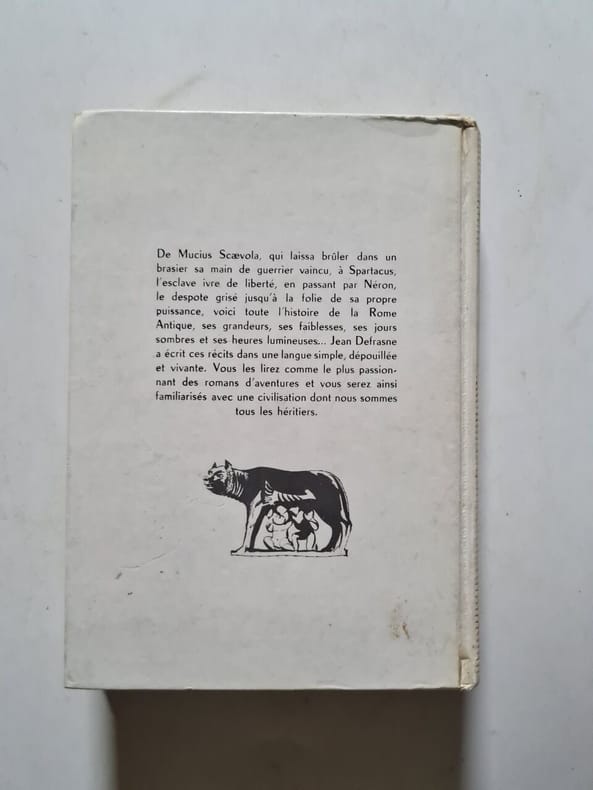 De Mucius Scævola, qui laissa brûler dans un
brasier sa main de guerrier vaincu, à Spartacus,
l'esclave ivre de liberté, en passant par Néron,
le despote grisé jusqu'à la folie de sa propre
puissance, voici toute l'histoire de la Rome
Antique, ses grandeurs, ses faiblesses, ses jours
sombres et ses heures lumineuses... Jean Defrasne
a écrit ces récits dans une langue simple, dépouillée
et vivante. Vous les lirez comme le plus passion-
nant des romans d'aventures et vous serez ainsi
familiarisés avec une civilisation dont nous sommes
tous les héritiers.